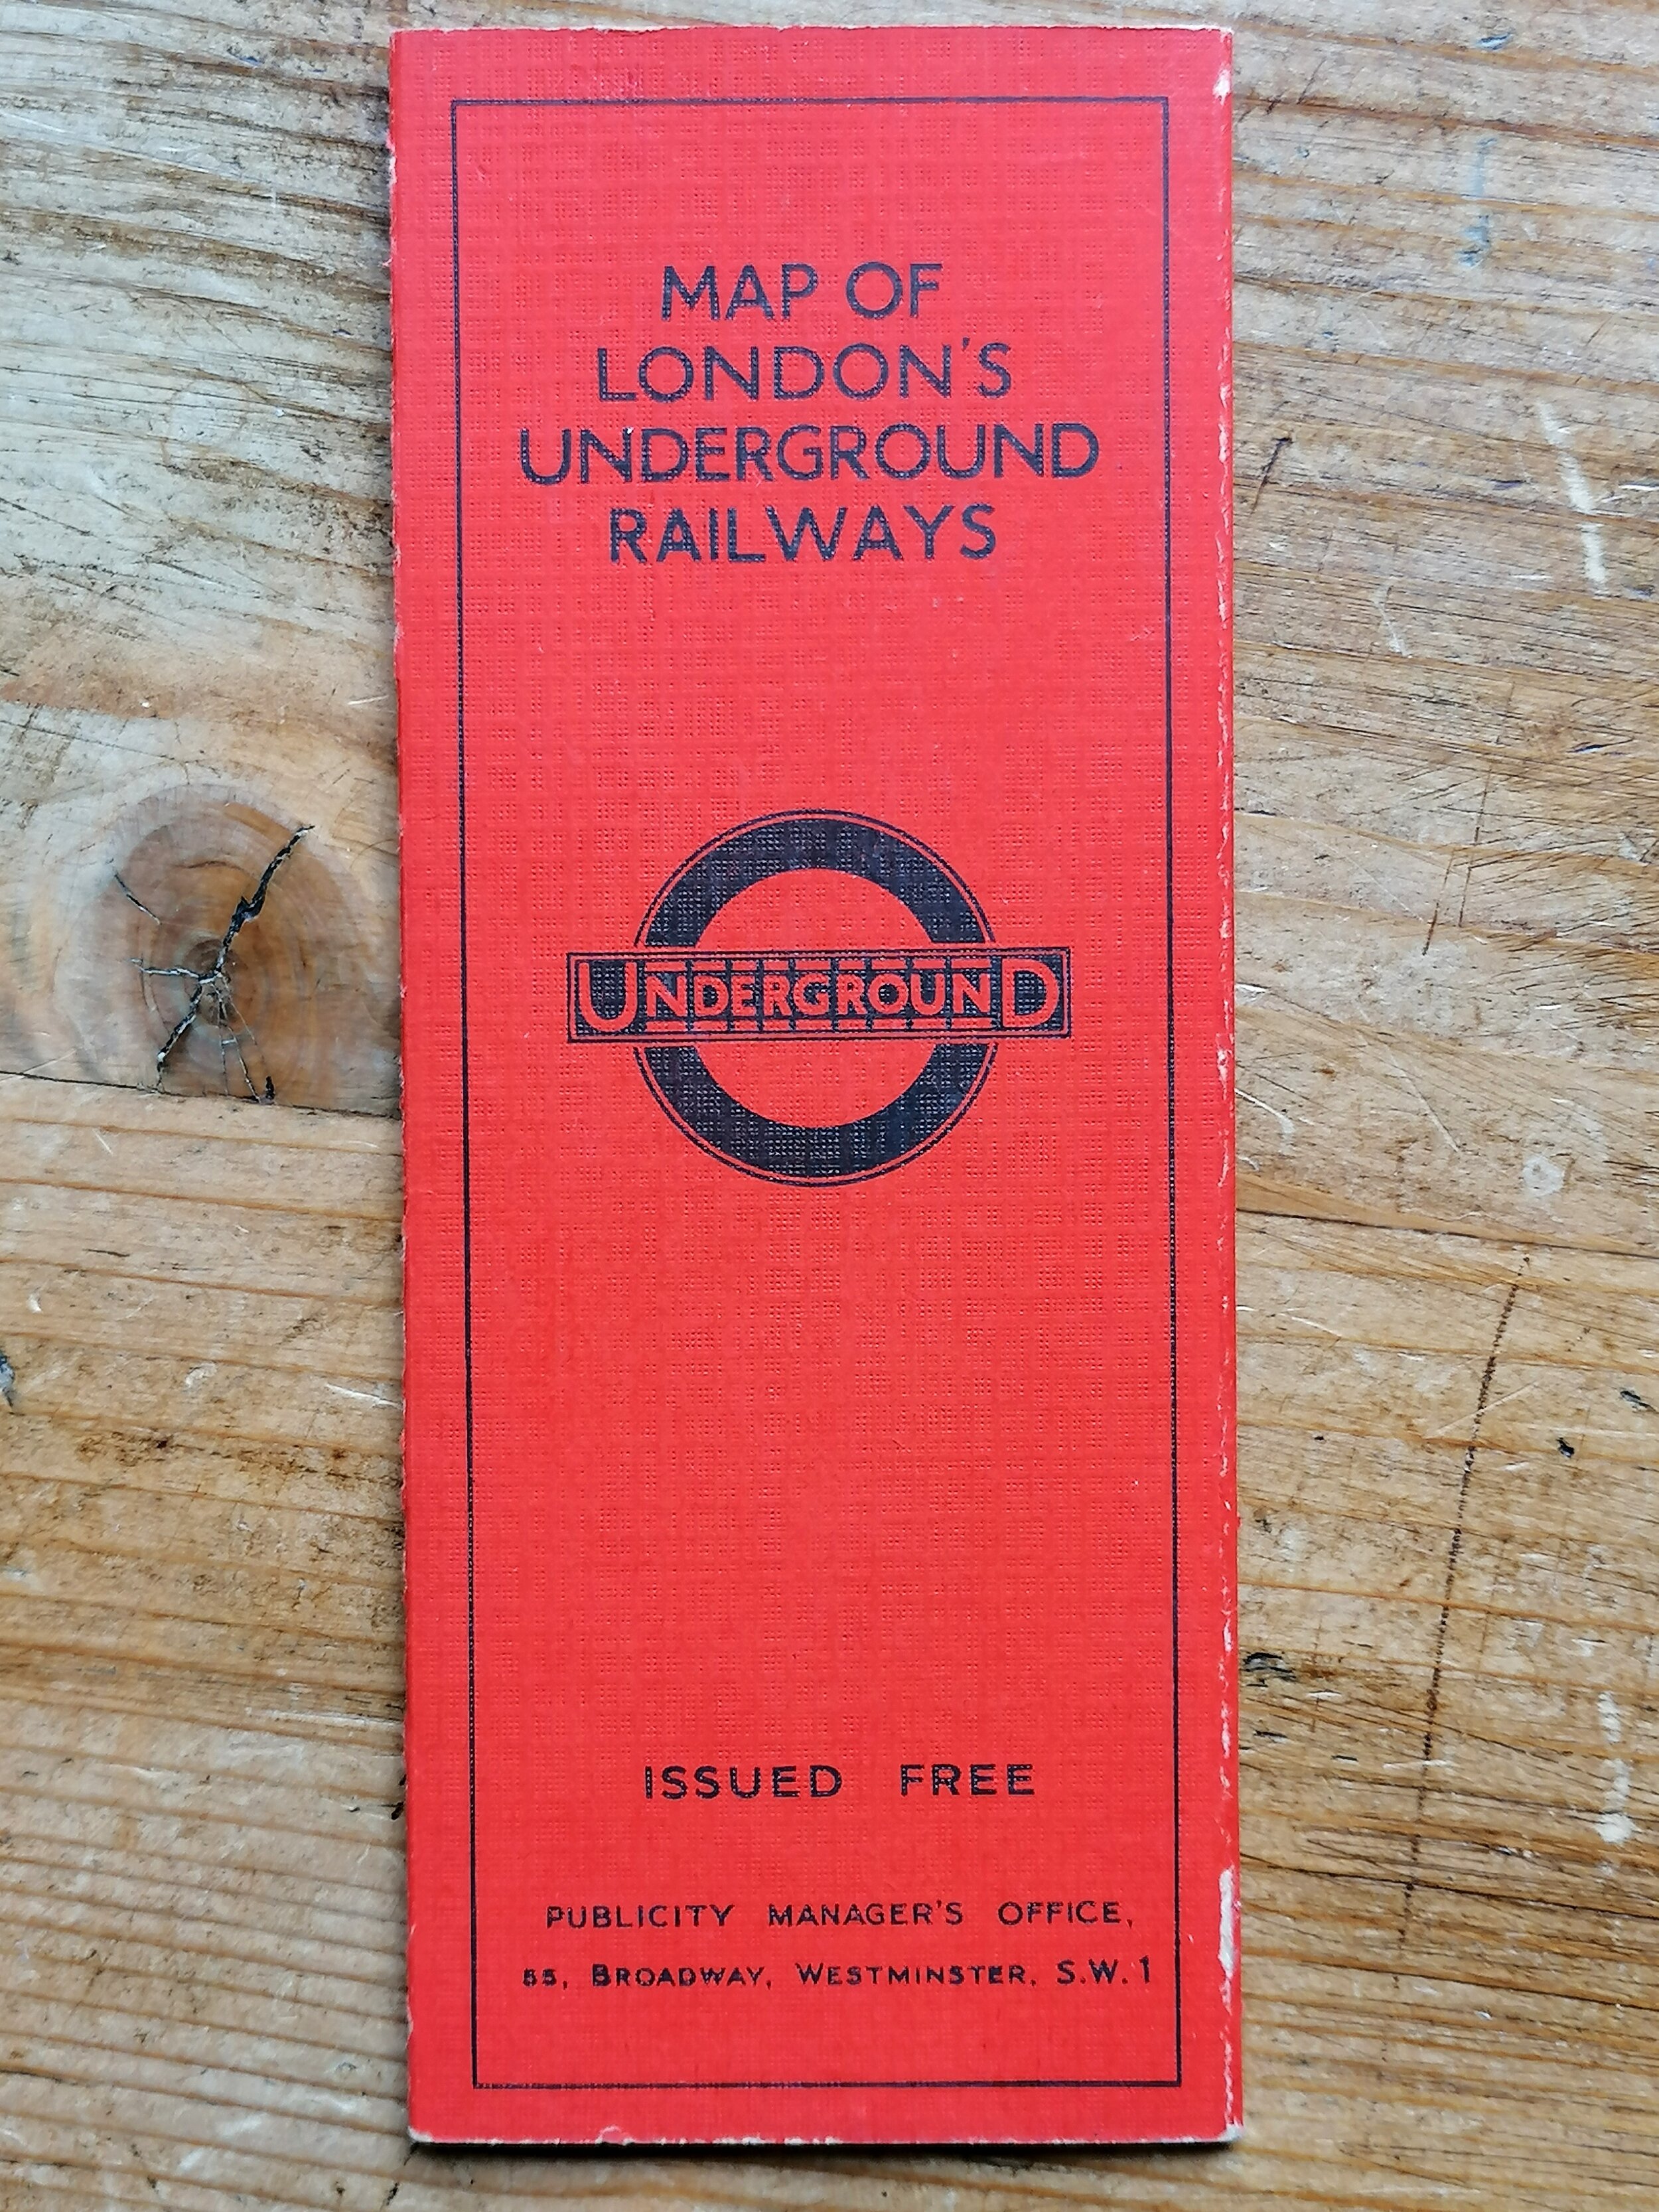 MAP OF
LONDON'S
UNDERGROUND
RAILWAYS
UNDERGROUND
ISSUED FREE
PUBLICITY MANAGER'S OFFICE,
55, BROADWAY, WESTMINSTER, S.W.1